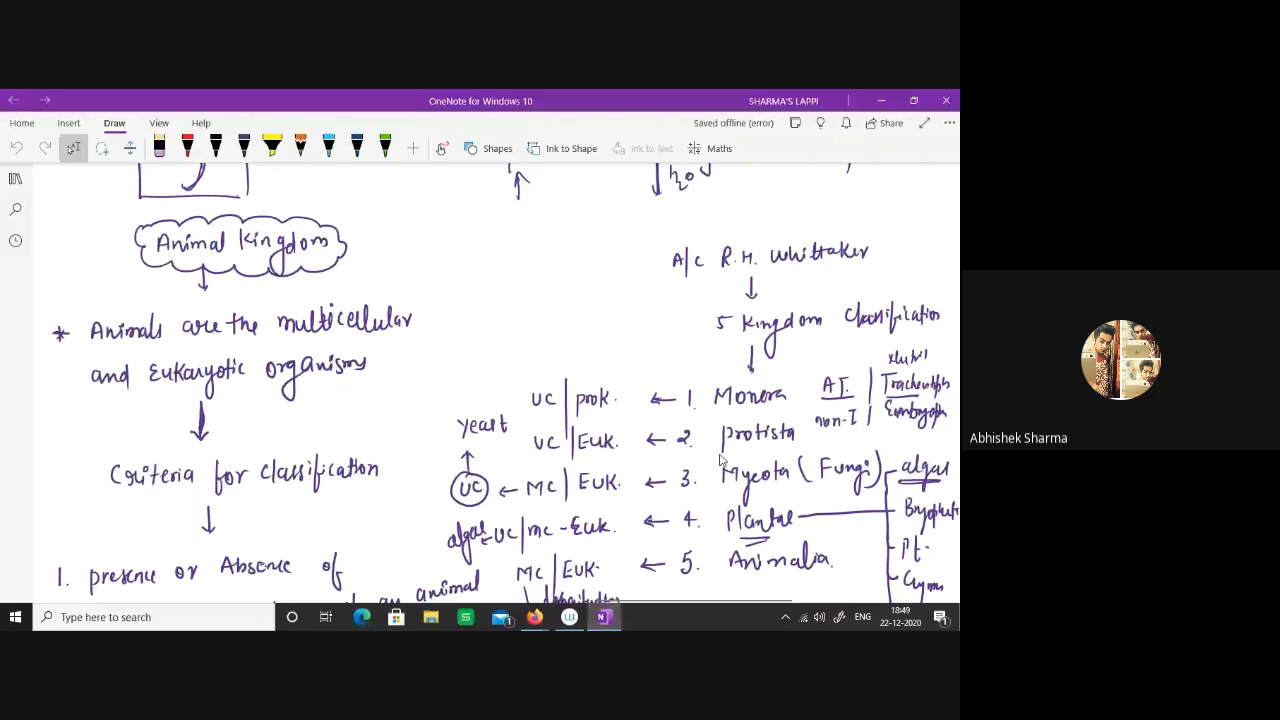 OneNote for Windows 10
SHARMA'S LAPPI
Home Insert Draw View Help
Saved offline (error)
Share
Shapes
Ink to Shape
Ink to Text
Maths
h20
Animal Kingdom
* Animals are the multicellular
and Eukaryotic organisms
Criteria for classification
1. presence or Absence of
an animal
A/c R.H. Whittaker
5 Kingdom classification
UC | prok. ← 1. Monera
UC | Euk. ← 2. Protista
yeast
UC ← MC | EUK. ← 3. Mycota (Fungi)
algae ← UC/mc - Euk. ← 4. Plantae
MC | EUK. ← 5. Animalia.
A.I.
non-I
algae
Pt.
Gym
Abhishek Sharma
Type here to search
ENG
18:49
22-12-2020